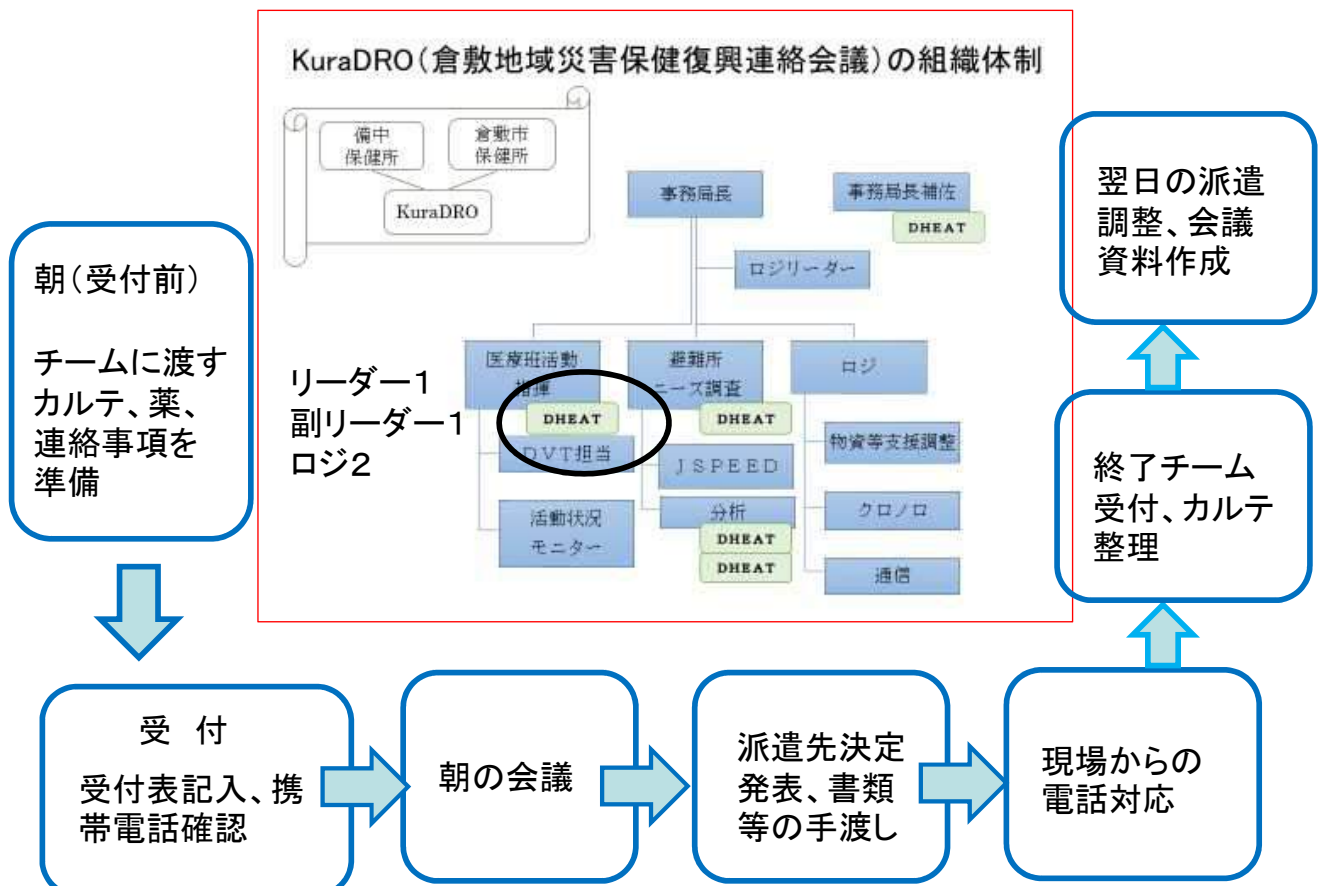 KuraDRO(倉敷地域災害保健復興連絡会議)の組織体制
備中
保健所
倉敷市
保健所
KuraDRO
事務局長
事務局長補佐
DHEAT
ロジリーダー
医療班活動
指揮
DHEAT
DVT担当
活動状況
モニター
避難所
ニーズ調査
DHEAT
JSPEED
分析
DHEAT
DHEAT
ロジ
物資等支援調整
クロノロ
通信
リーダー1
副リーダー1
ロジ2
朝(受付前)
チームに渡す
カルテ、薬、
連絡事項を
準備
受 付
受付表記入、携
帯電話確認
朝の会議
派遣先決定
発表、書類
等の手渡し
現場からの
電話対応
終了チーム
受付、カルテ
整理
翌日の派遣
調整、会議
資料作成